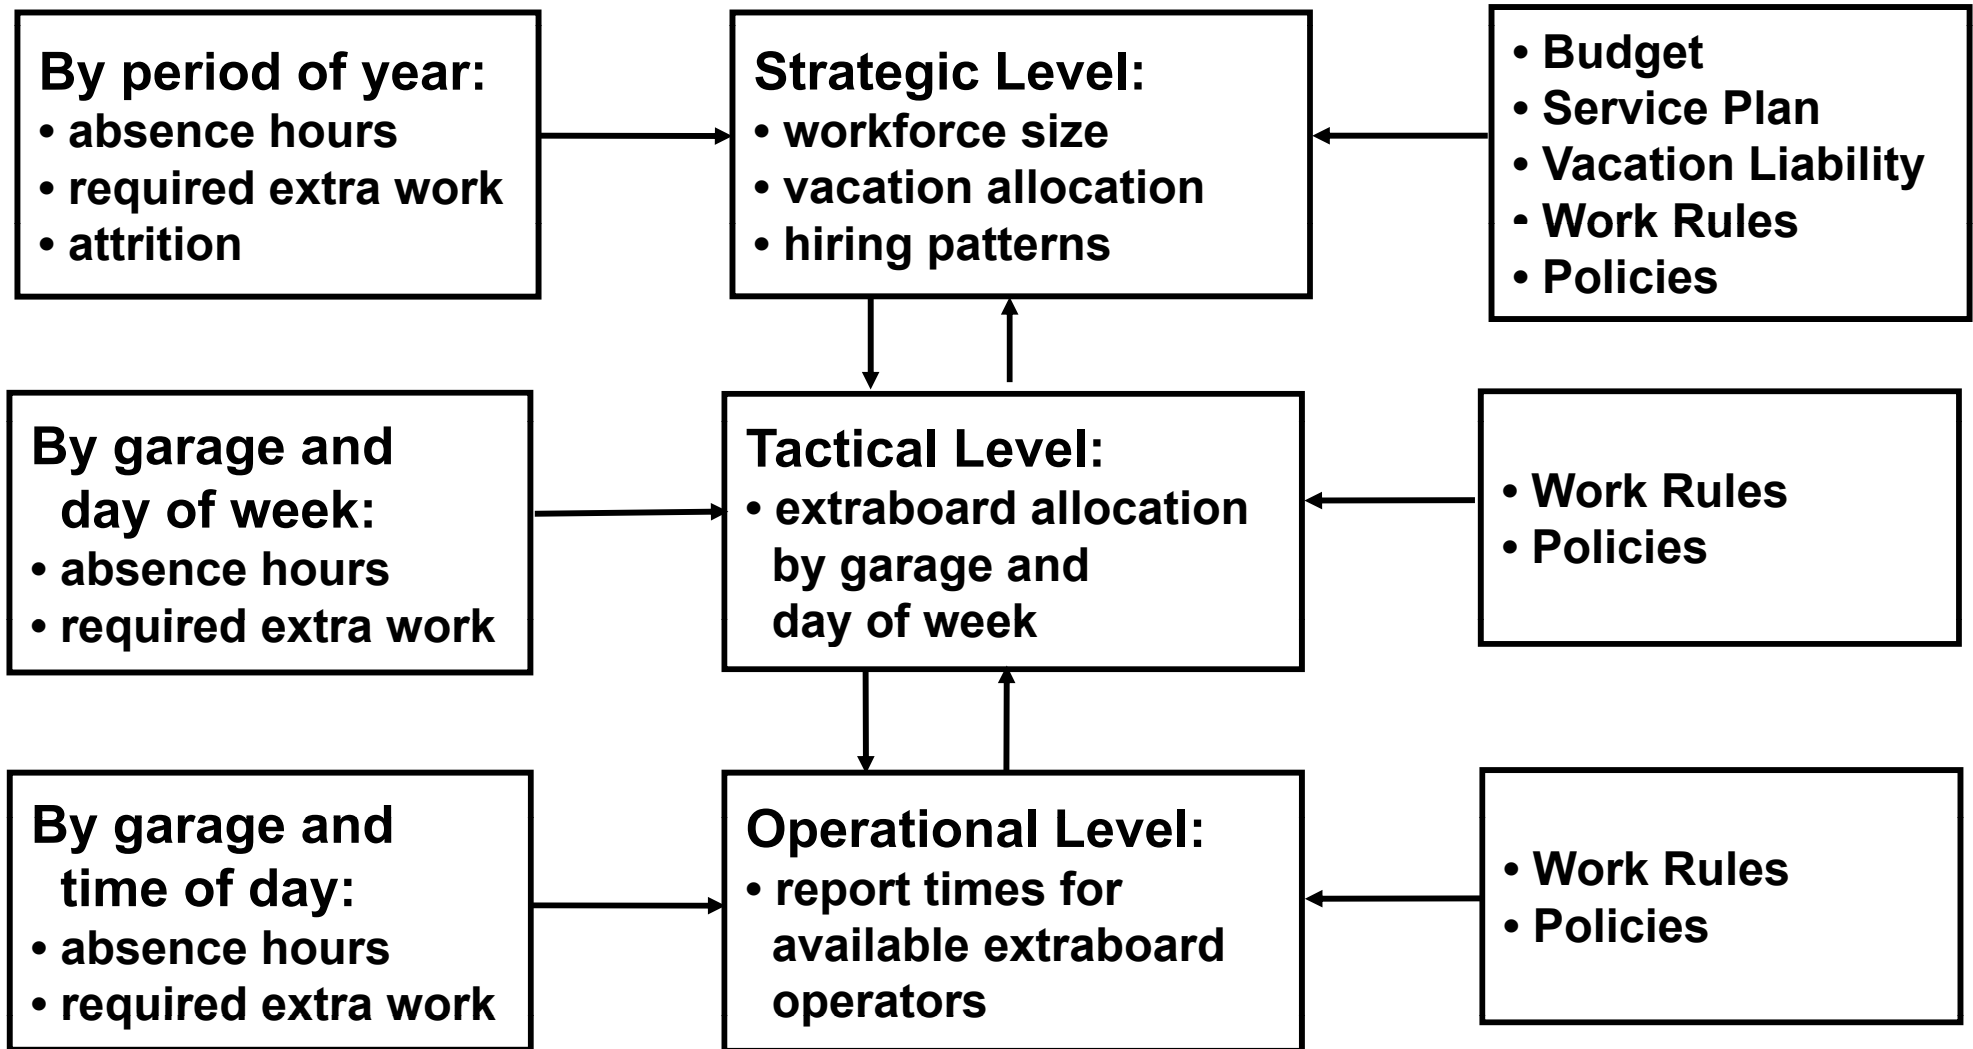 By period of year:
• absence hours
• required extra work
• attrition
Strategic Level:
• workforce size
• vacation allocation
• hiring patterns
• Budget
• Service Plan
• Vacation Liability
• Work Rules
• Policies
By garage and
day of week:
• absence hours
• required extra work
Tactical Level:
• extraboard allocation
by garage and
day of week
• Work Rules
• Policies
By garage and
time of day:
• absence hours
• required extra work
Operational Level:
• report times for
available extraboard
operators
• Work Rules
• Policies